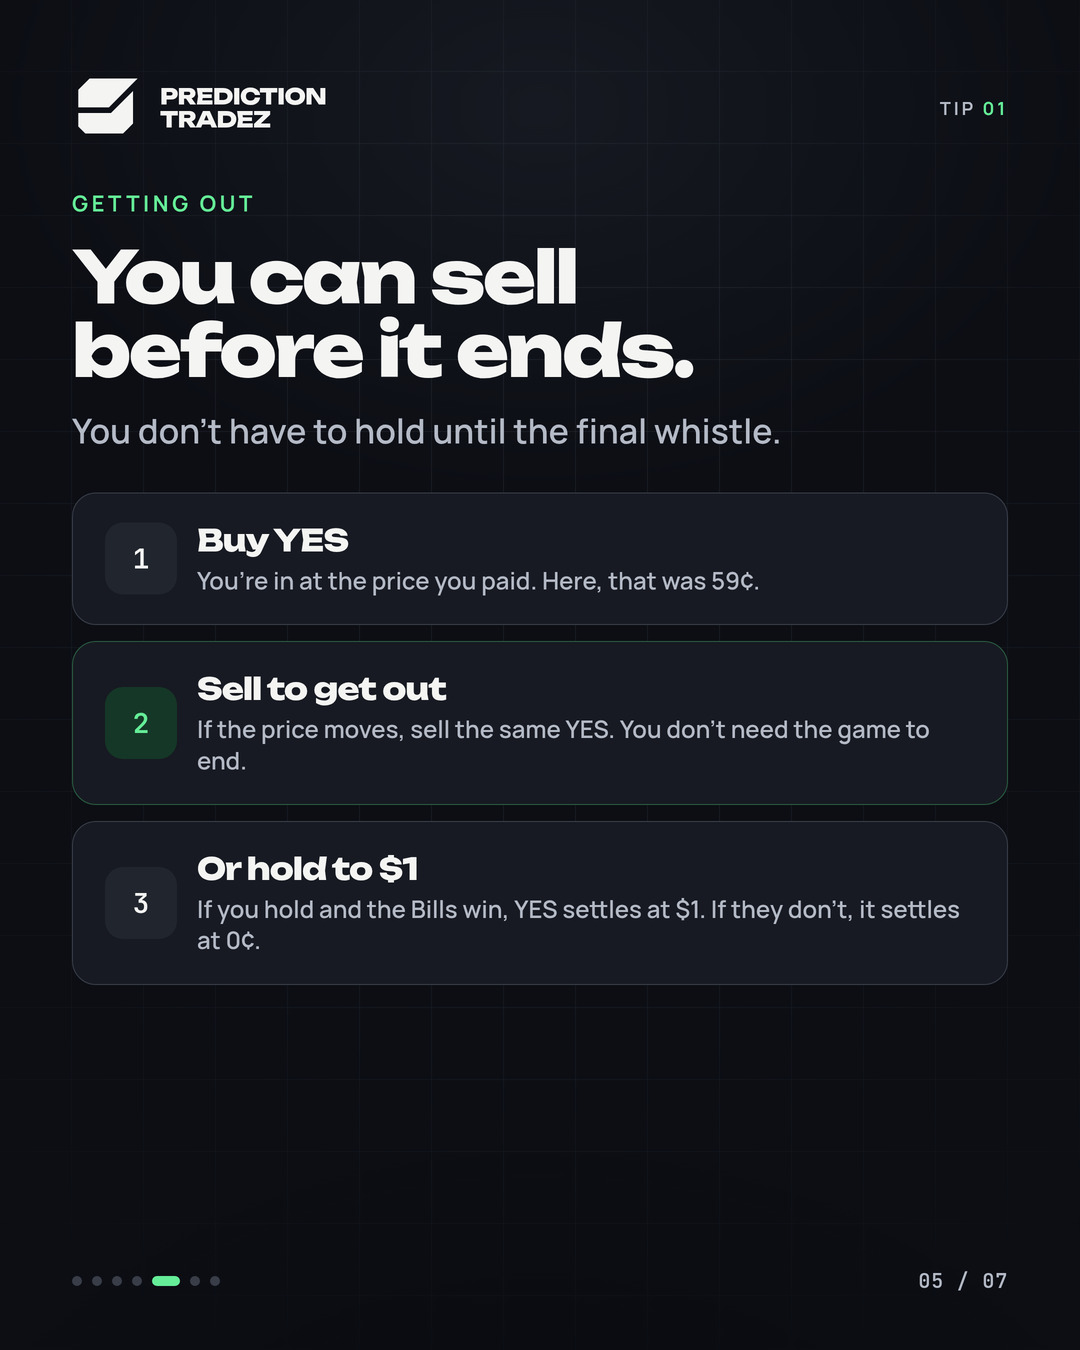 PREDICTION
TRADEZ
TIP 01
GETTING OUT
You can sell
before it ends.
You don’t have to hold until the final whistle.
1
Buy YES
You’re in at the price you paid. Here, that was 59¢.
2
Sell to get out
If the price moves, sell the same YES. You don’t need the game to
end.
3
Or hold to $1
If you hold and the Bills win, YES settles at $1. If they don’t, it settles
at 0¢.
05 / 07